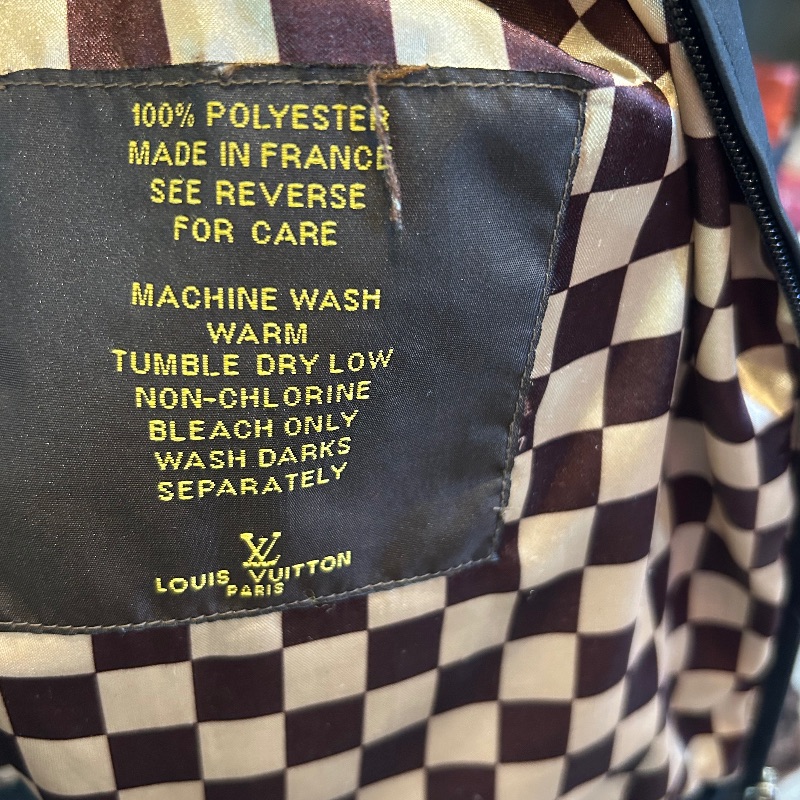 100% POLYESTER
MADE IN FRANCE
SEE REVERSE
FOR CARE
MACHINE WASH
WARM
TUMBLE DRY LOW
NON-CHLORINE
BLEACH ONLY
WASH DARKS
SEPARATELY
LV
LOUIS VUITTON
PARIS